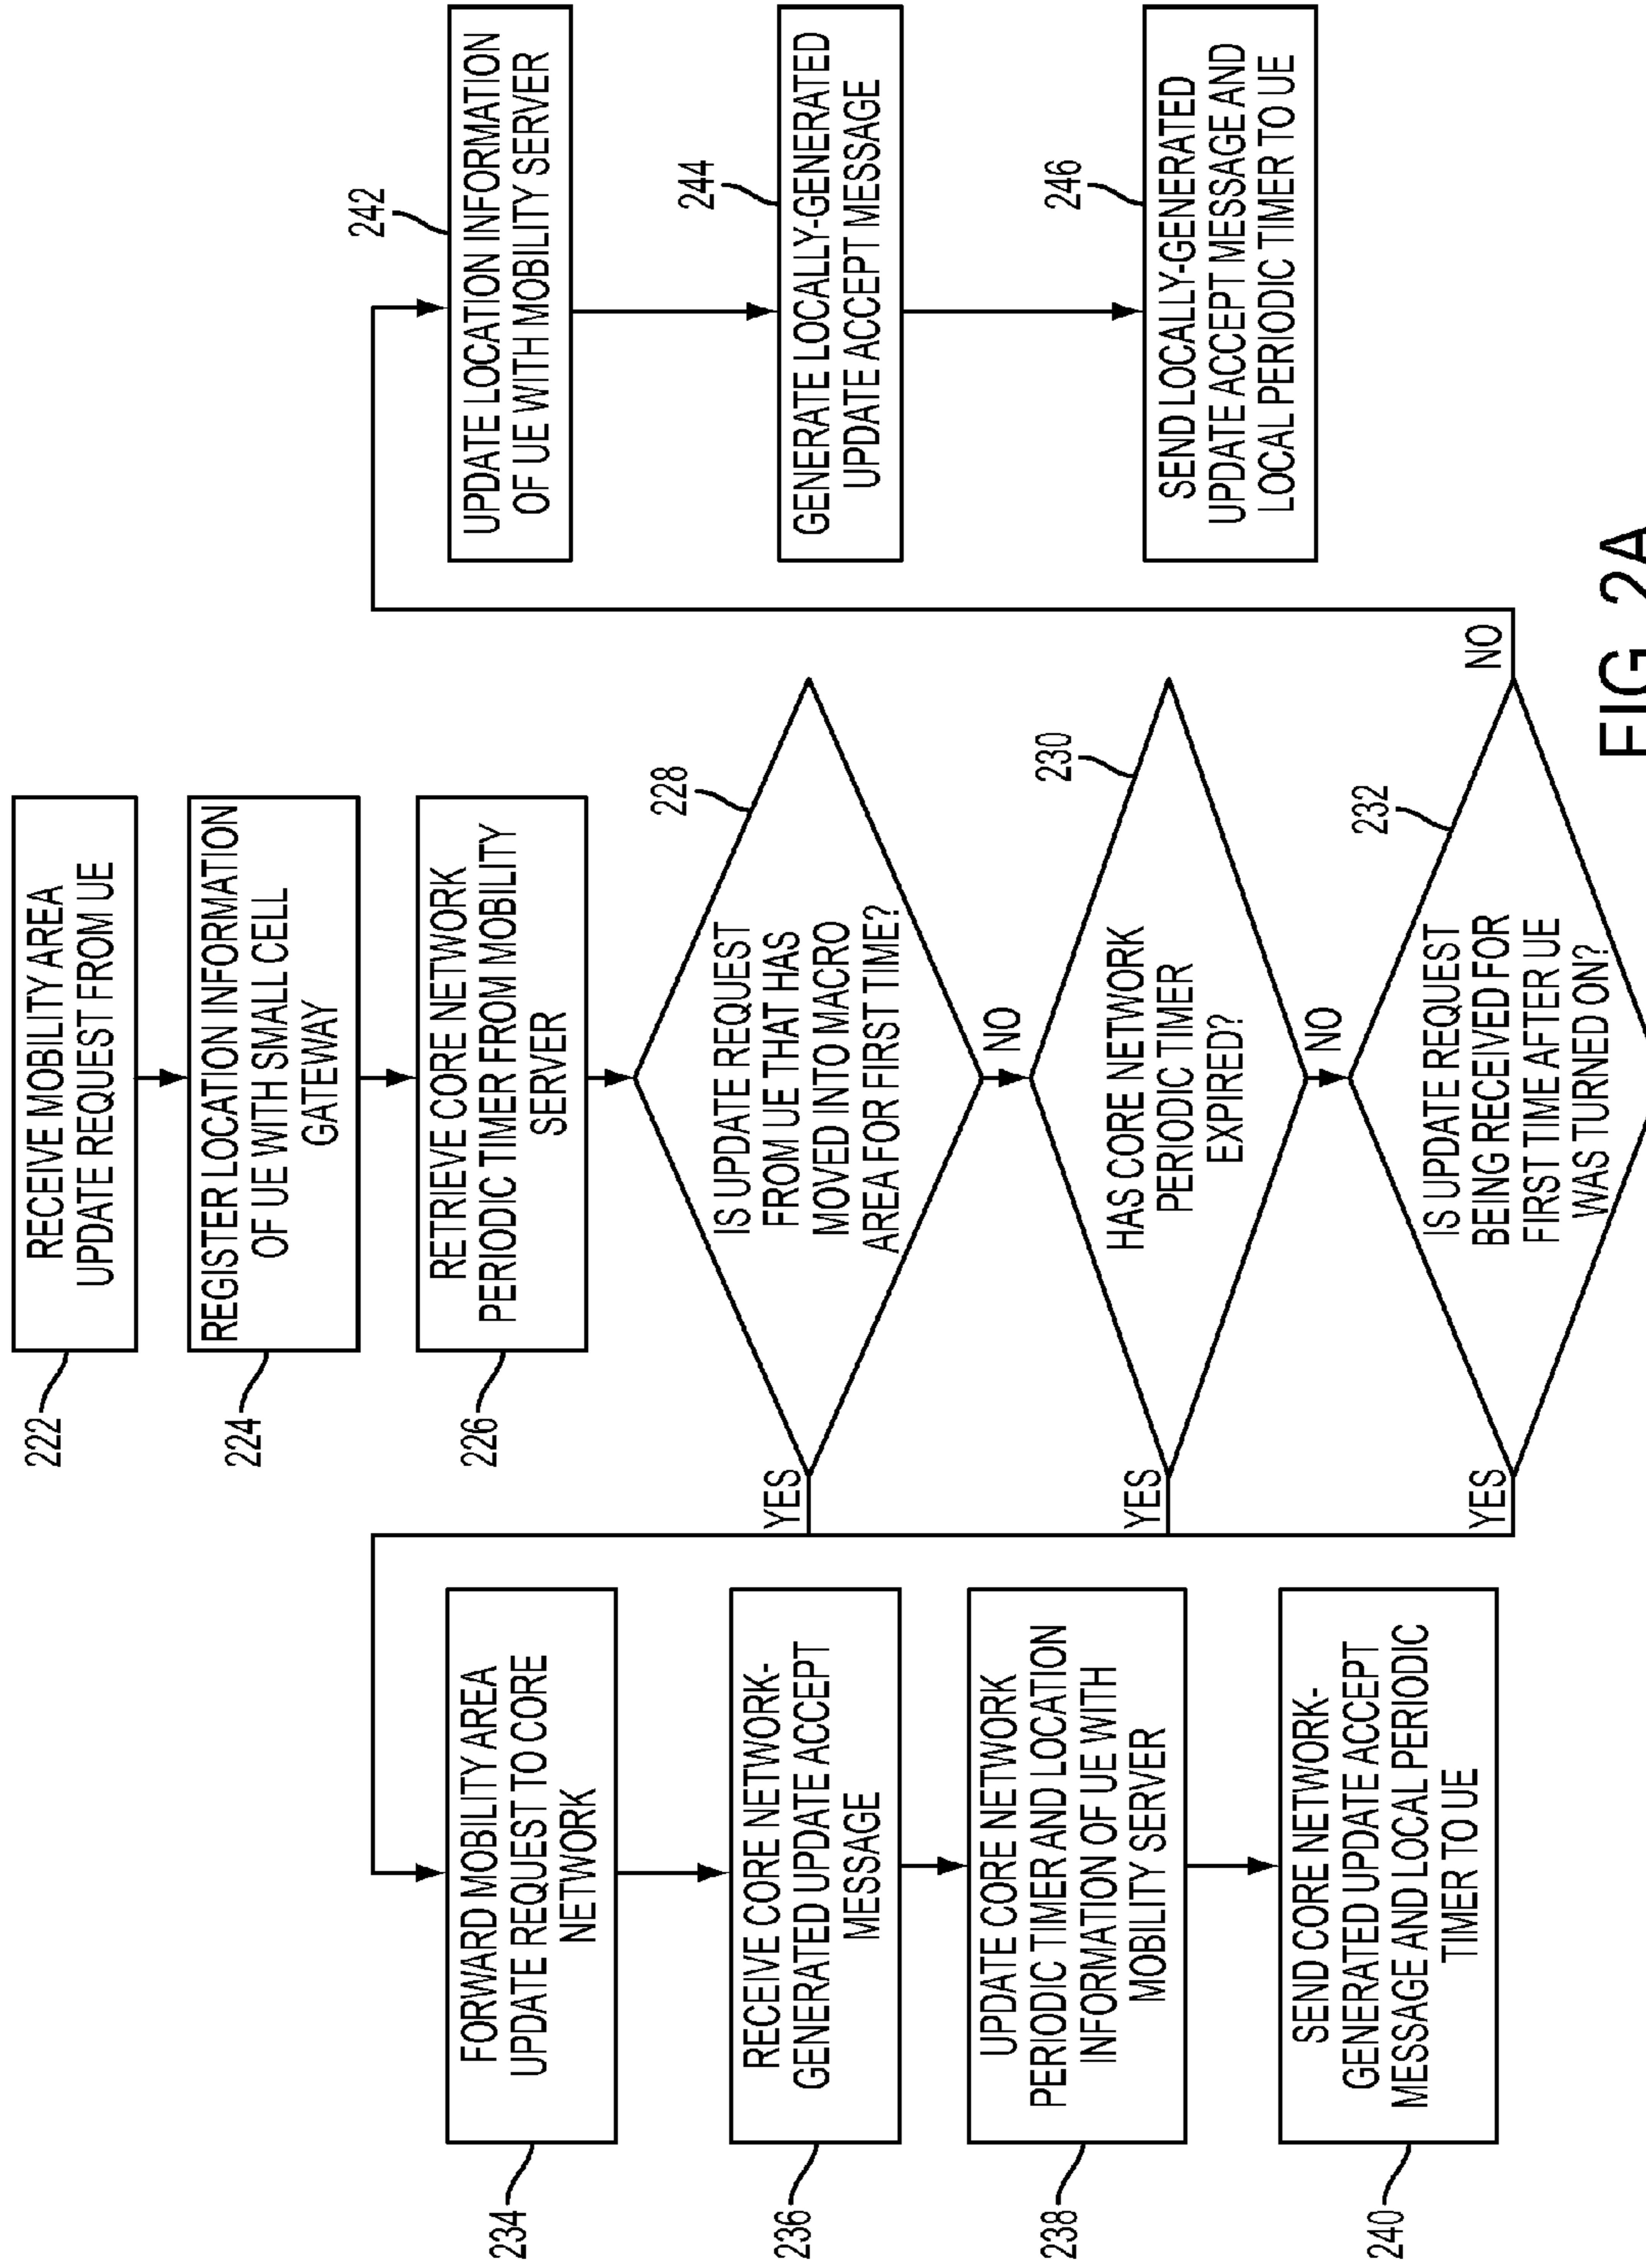 222
RECEIVE MOBILITY AREA
UPDATE REQUEST FROM UE
224
REGISTER LOCATION INFORMATION
OF UE WITH SMALL CELL
GATEWAY
226
RETRIEVE CORE NETWORK
PERIODIC TIMER FROM MOBILITY
SERVER
228
IS UPDATE REQUEST
FROM UE THAT HAS
MOVED INTO MACRO
AREA FOR FIRST TIME?
YES
NO
230
HAS CORE NETWORK
PERIODIC TIMER
EXPIRED?
YES
NO
232
IS UPDATE REQUEST
BEING RECEIVED FOR
FIRST TIME AFTER UE
WAS TURNED ON?
YES
NO
234
FORWARD MOBILITY AREA
UPDATE REQUEST TO CORE
NETWORK
236
RECEIVE CORE NETWORK-
GENERATED UPDATE ACCEPT
MESSAGE
238
UPDATE CORE NETWORK
PERIODIC TIMER AND LOCATION
INFORMATION OF UE WITH
MOBILITY SERVER
240
SEND CORE NETWORK-
GENERATED UPDATE ACCEPT
MESSAGE AND LOCAL PERIODIC
TIMER TO UE
242
UPDATE LOCATION INFORMATION
OF UE WITH MOBILITY SERVER
244
GENERATE LOCALLY-GENERATED
UPDATE ACCEPT MESSAGE
246
SEND LOCALLY-GENERATED
UPDATE ACCEPT MESSAGE AND
LOCAL PERIODIC TIMER TO UE
FIG. 2A